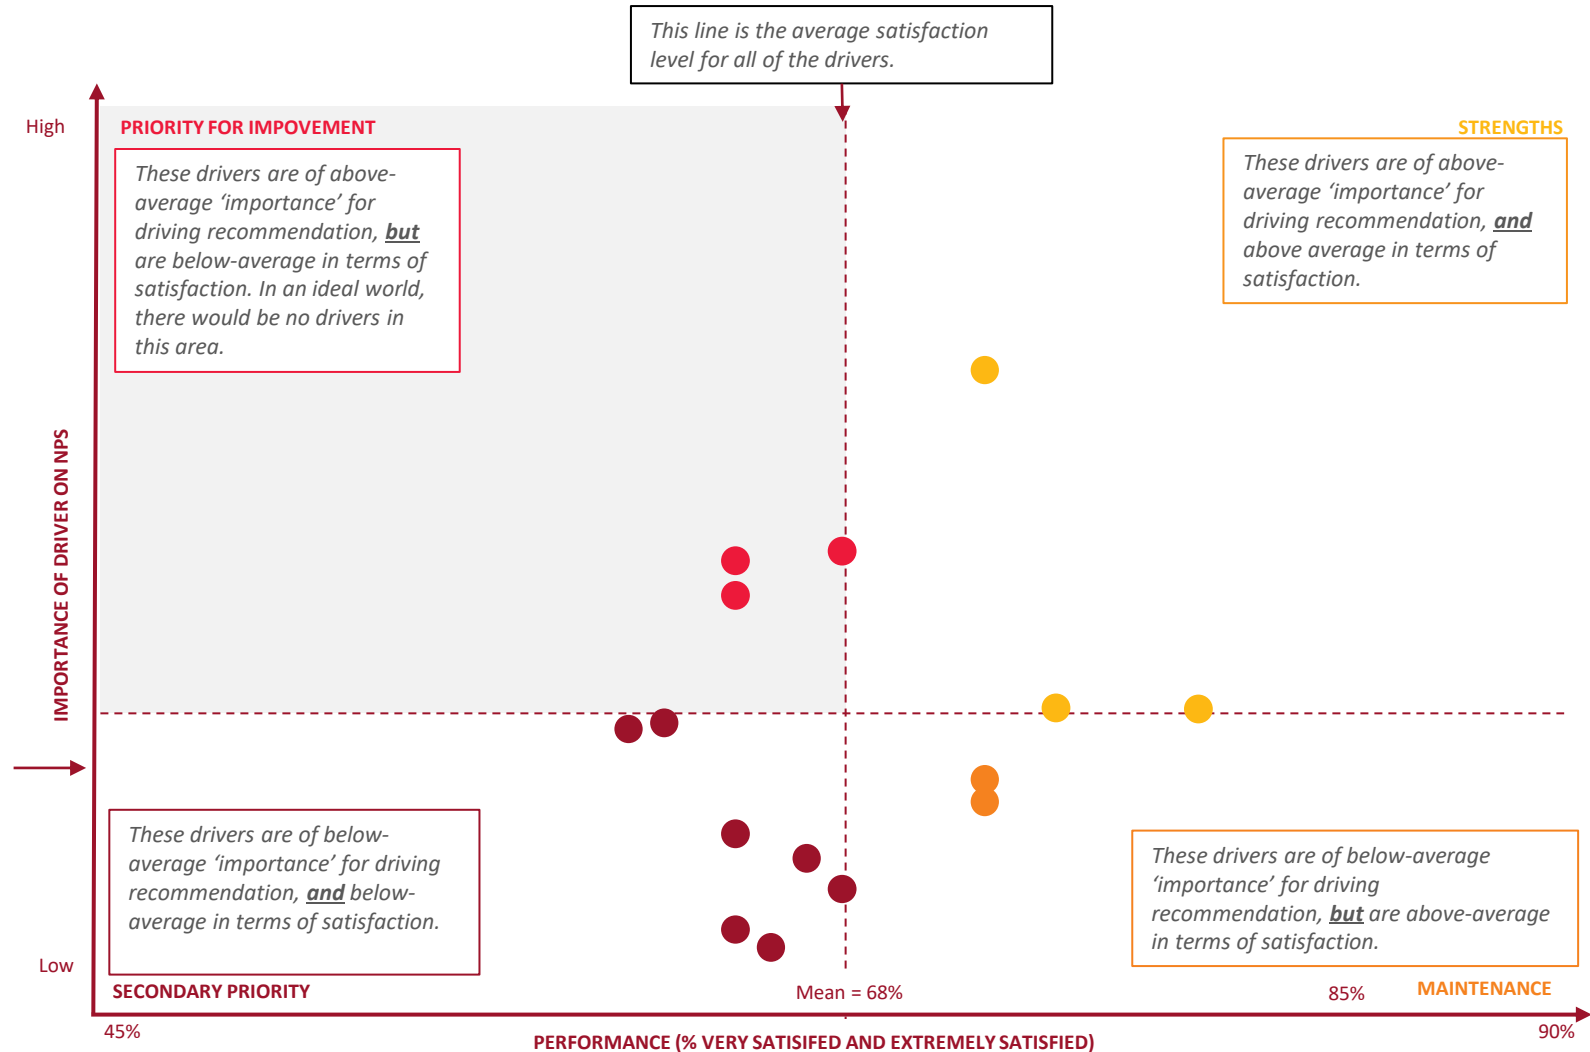 This line is the average satisfaction
level for all of the drivers.
High
PRIORITY FOR IMPOVEMENT
STRENGTHS
These drivers are of above-
average ‘importance’ for
driving recommendation, but
are below-average in terms of
satisfaction. In an ideal world,
there would be no drivers in
this area.
These drivers are of above-
average ‘importance’ for
driving recommendation, and
above average in terms of
satisfaction.
IMPORTANCE OF DRIVER ON NPS
These drivers are of below-
average ‘importance’ for driving
recommendation, and below-
average in terms of satisfaction.
These drivers are of below-average
‘importance’ for driving
recommendation, but are above-average
in terms of satisfaction.
Low
SECONDARY PRIORITY
Mean = 68%
85%
MAINTENANCE
45%
PERFORMANCE (% VERY SATISIFED AND EXTREMELY SATISFIED)
90%